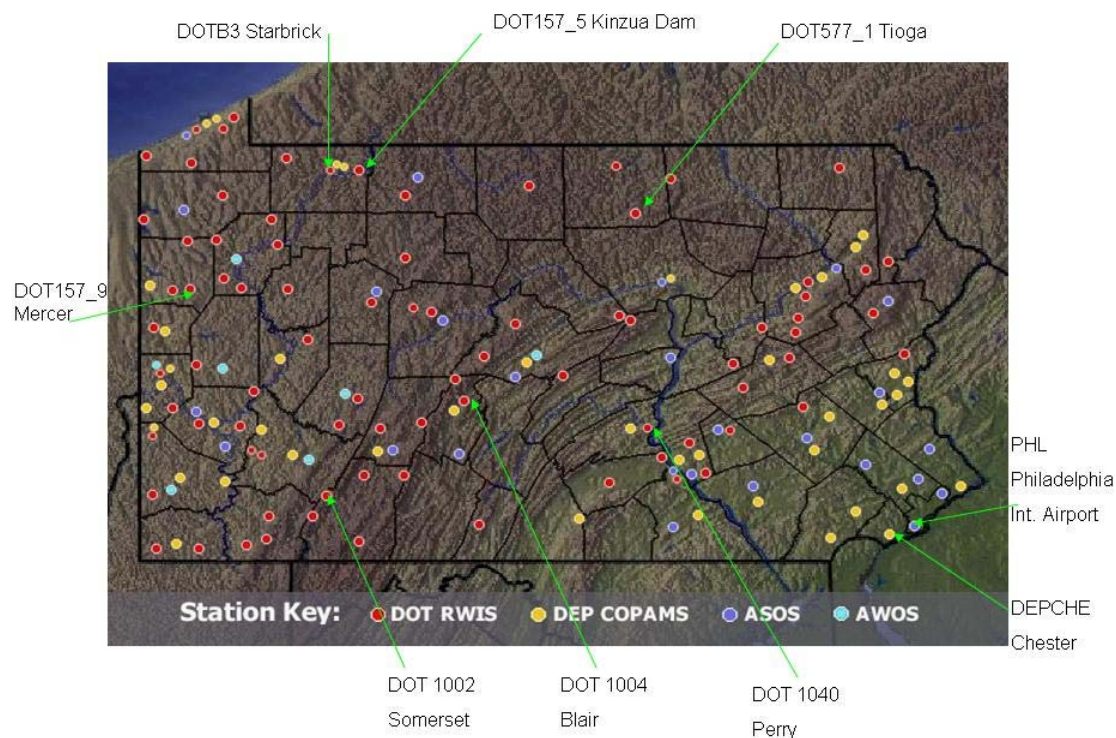 DOTB3 Starbrick
DOT157_5 Kinzua Dam
DOT577_1 Tioga
DOT157_9
Mercer
PHL
Philadelphia
Int. Airport
DEPCHE
Chester
Station Key: DOT RWIS DEP COPAMS ASOS AWOS
DOT 1002
Somerset
DOT 1004
Blair
DOT 1040
Perry